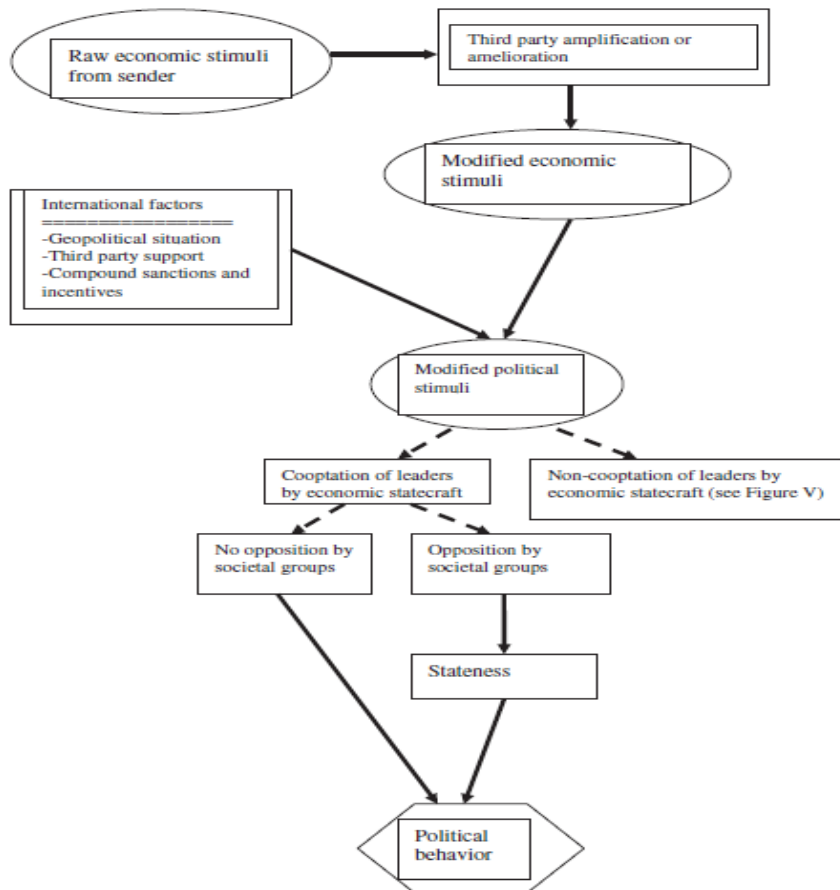 Raw economic stimuli
from sender
Third party amplification or
amelioration
Modified economic
stimuli
International factors
==================
-Geopolitical situation
-Third party support
-Compound sanctions and
incentives
Modified political
stimuli
Cooptation of leaders
by economic statecraft
Non-cooptation of leaders by
economic statecraft (see Figure V)
No opposition by
societal groups
Opposition by
societal groups
Stateness
Political
behavior